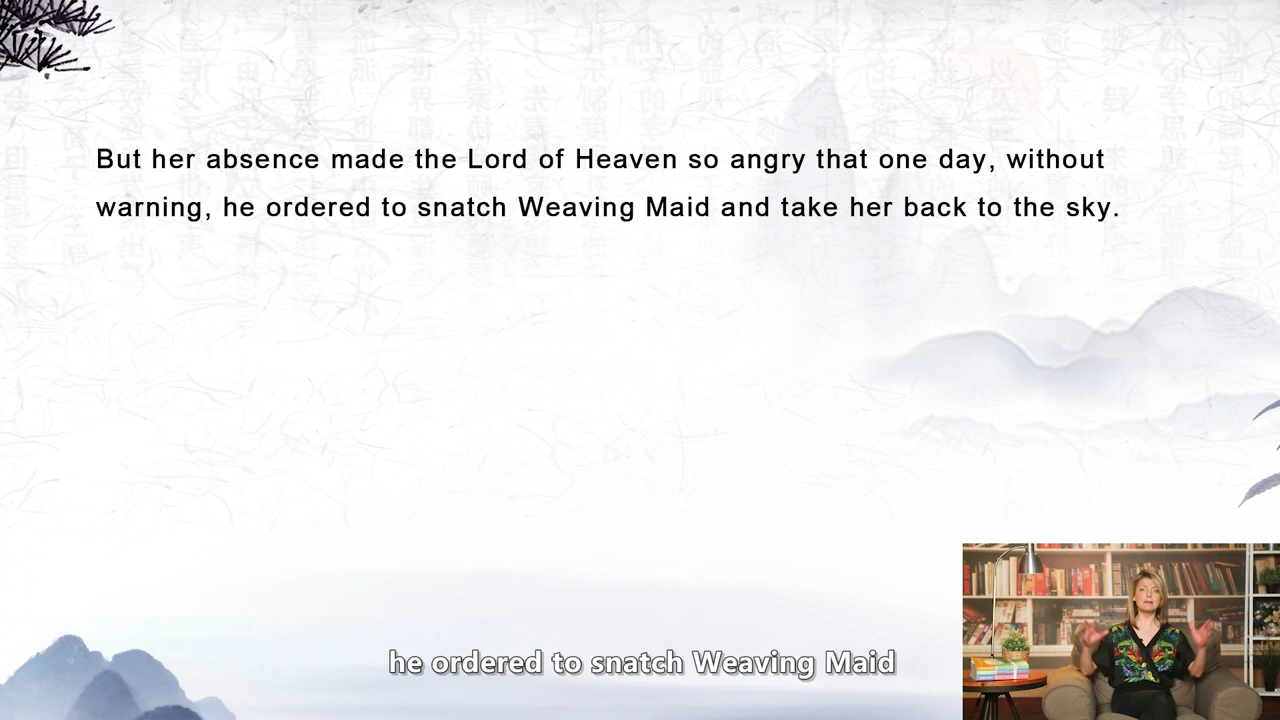 But her absence made the Lord of Heaven so angry that one day, without
warning, he ordered to snatch Weaving Maid and take her back to the sky.
he ordered to snatch Weaving Maid